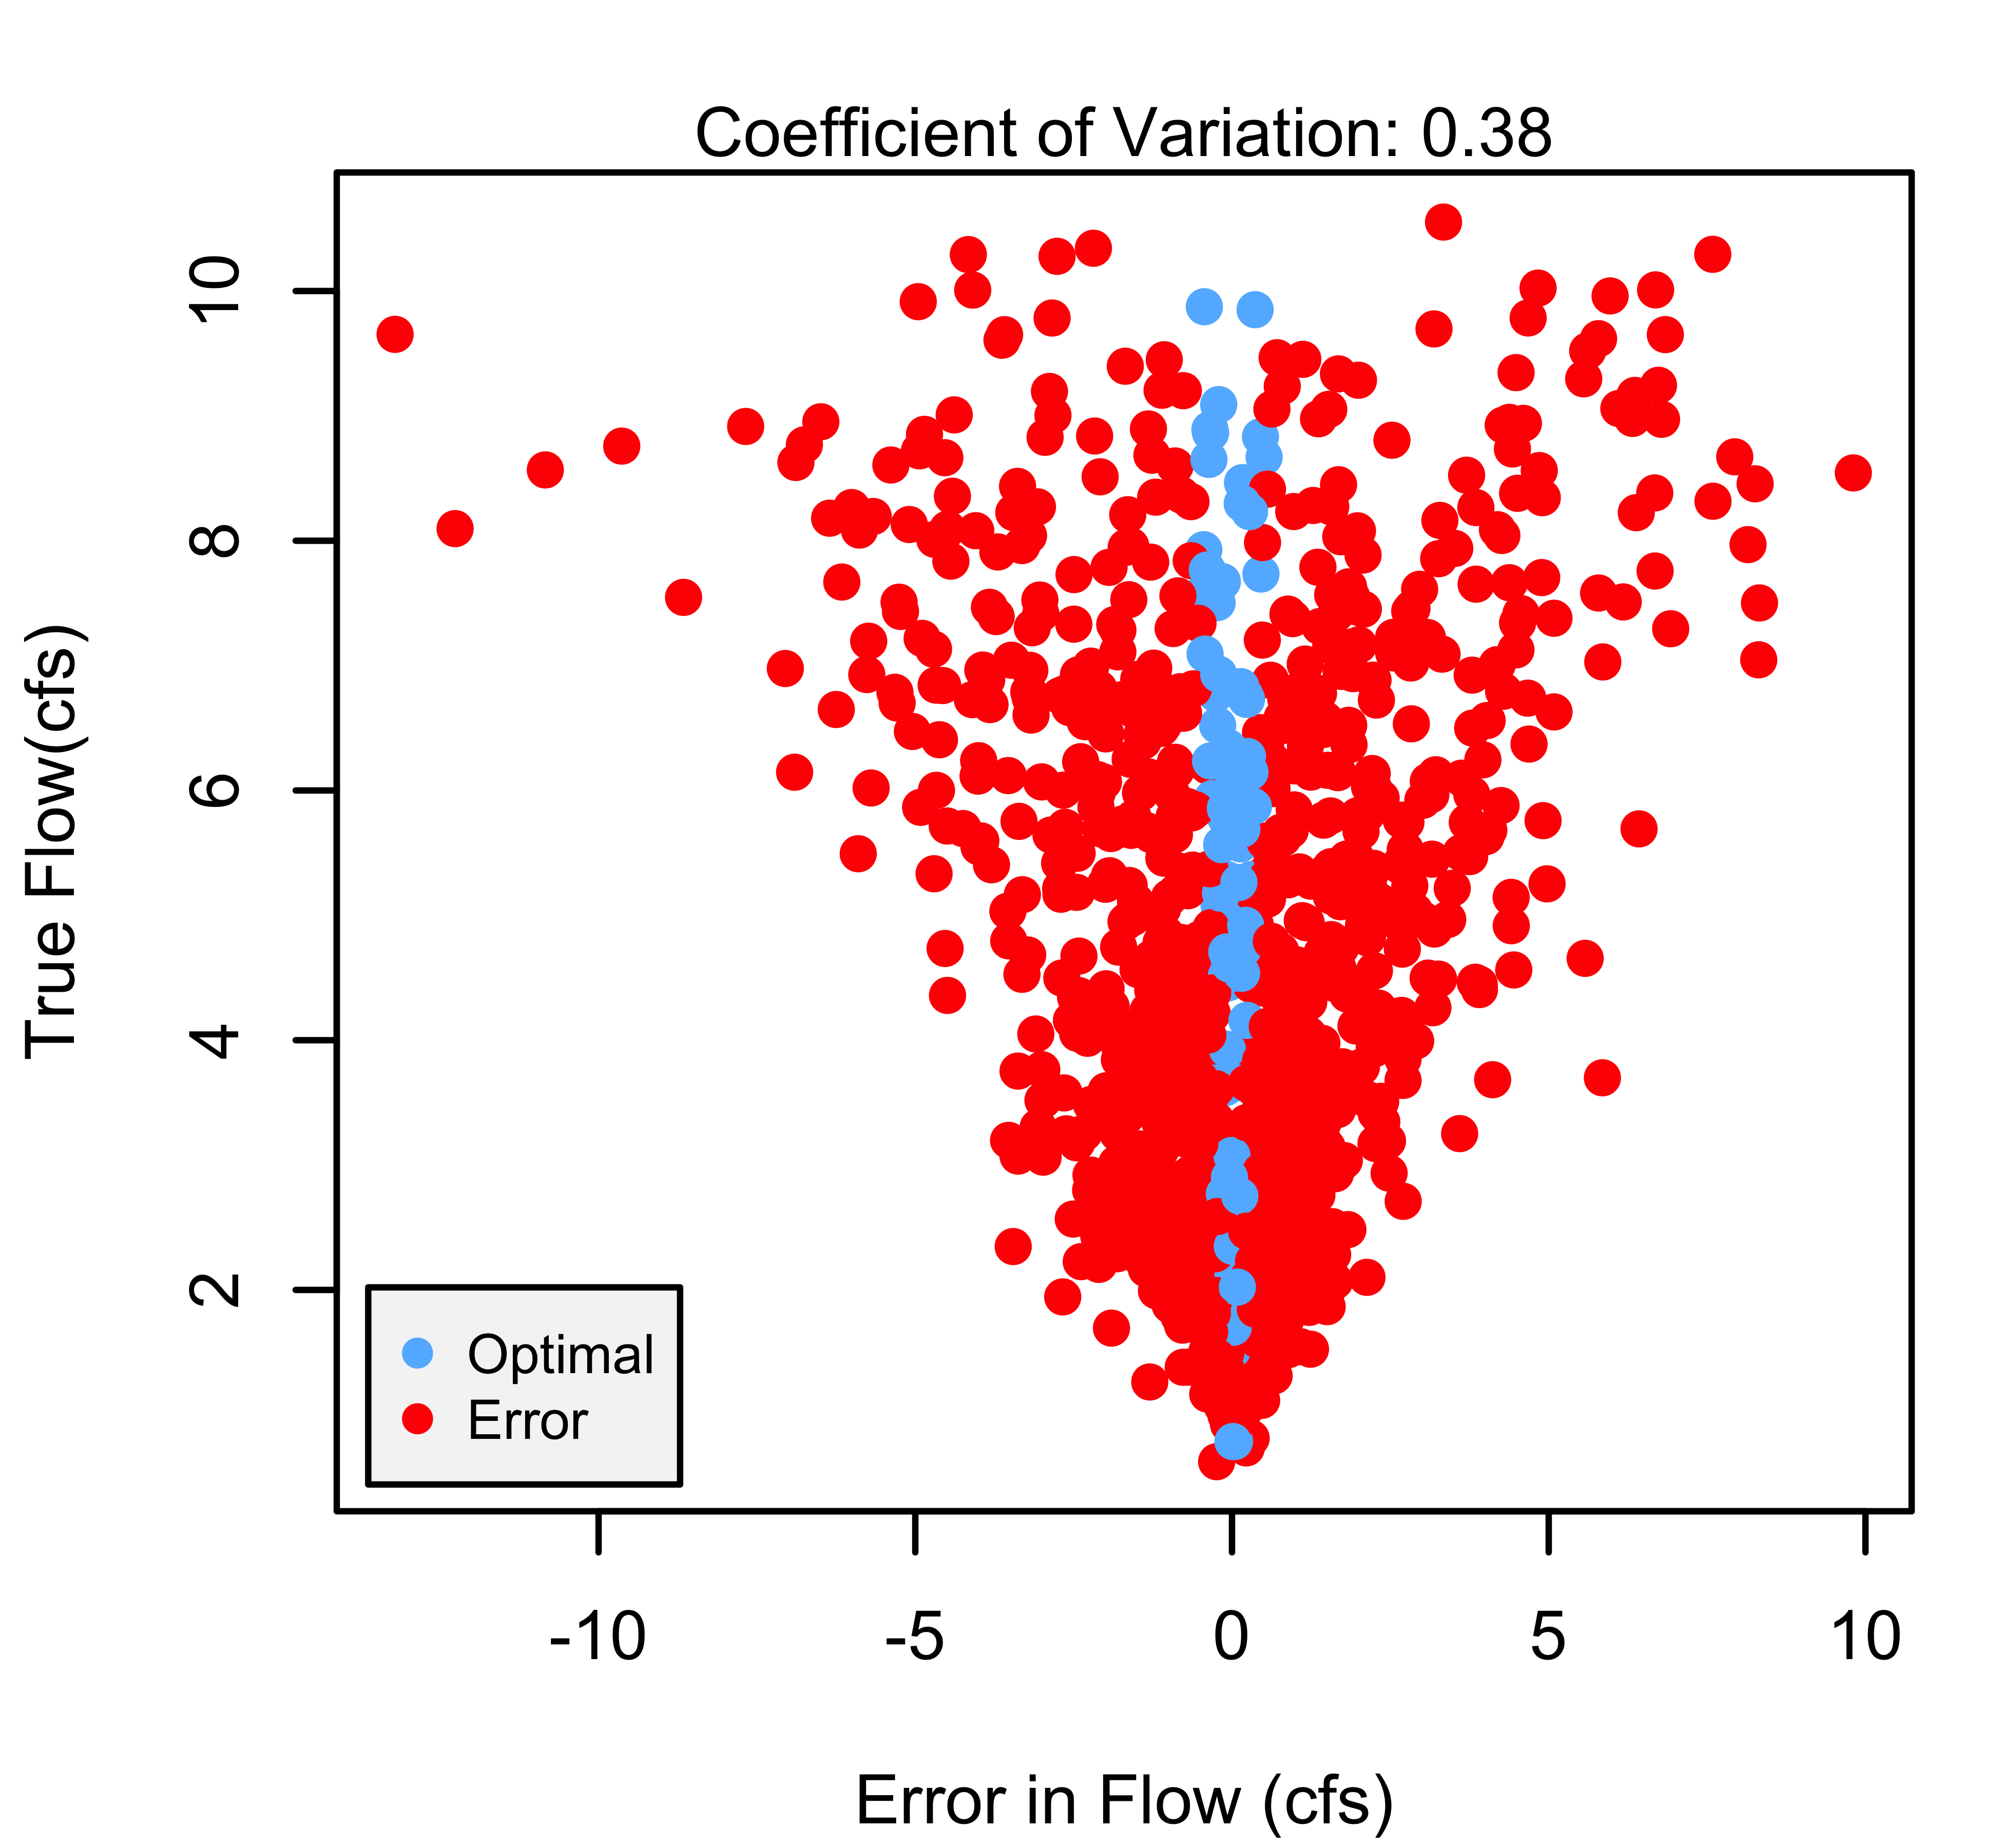 Coefficient of Variation: 0.38
True Flow(cfs)
10
8
6
4
2
Optimal
Error
-10
-5
0
5
10
Error in Flow (cfs)